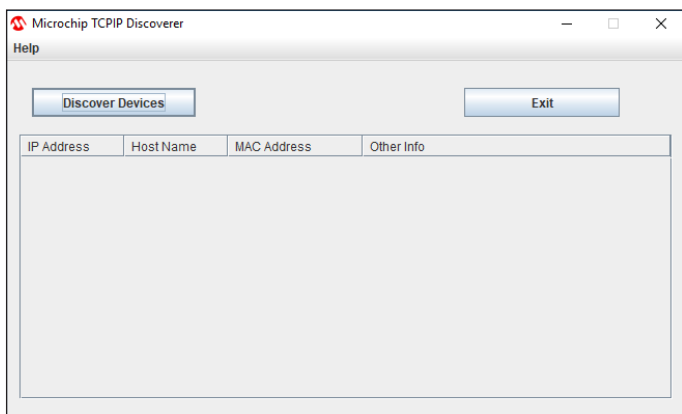 Microchip TCPIP Discoverer
Help
Discover Devices Exit
IP Address Host Name MAC Address Other Info